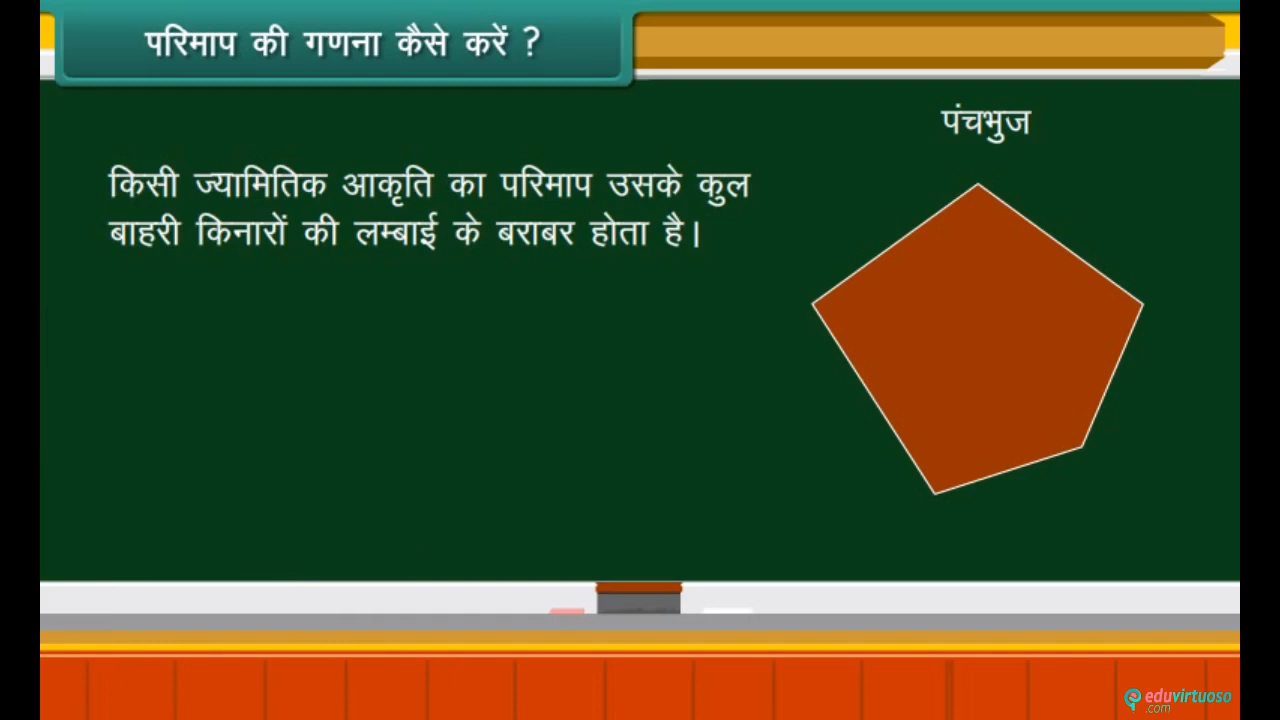 परिमाप की गणना कैसे करें ?
पंचभुज
किसी ज्यामितिक आकृति का परिमाप उसके कुल
बाहरी किनारों की लम्बाई के बराबर होता है।
eduvirtuoso
.com